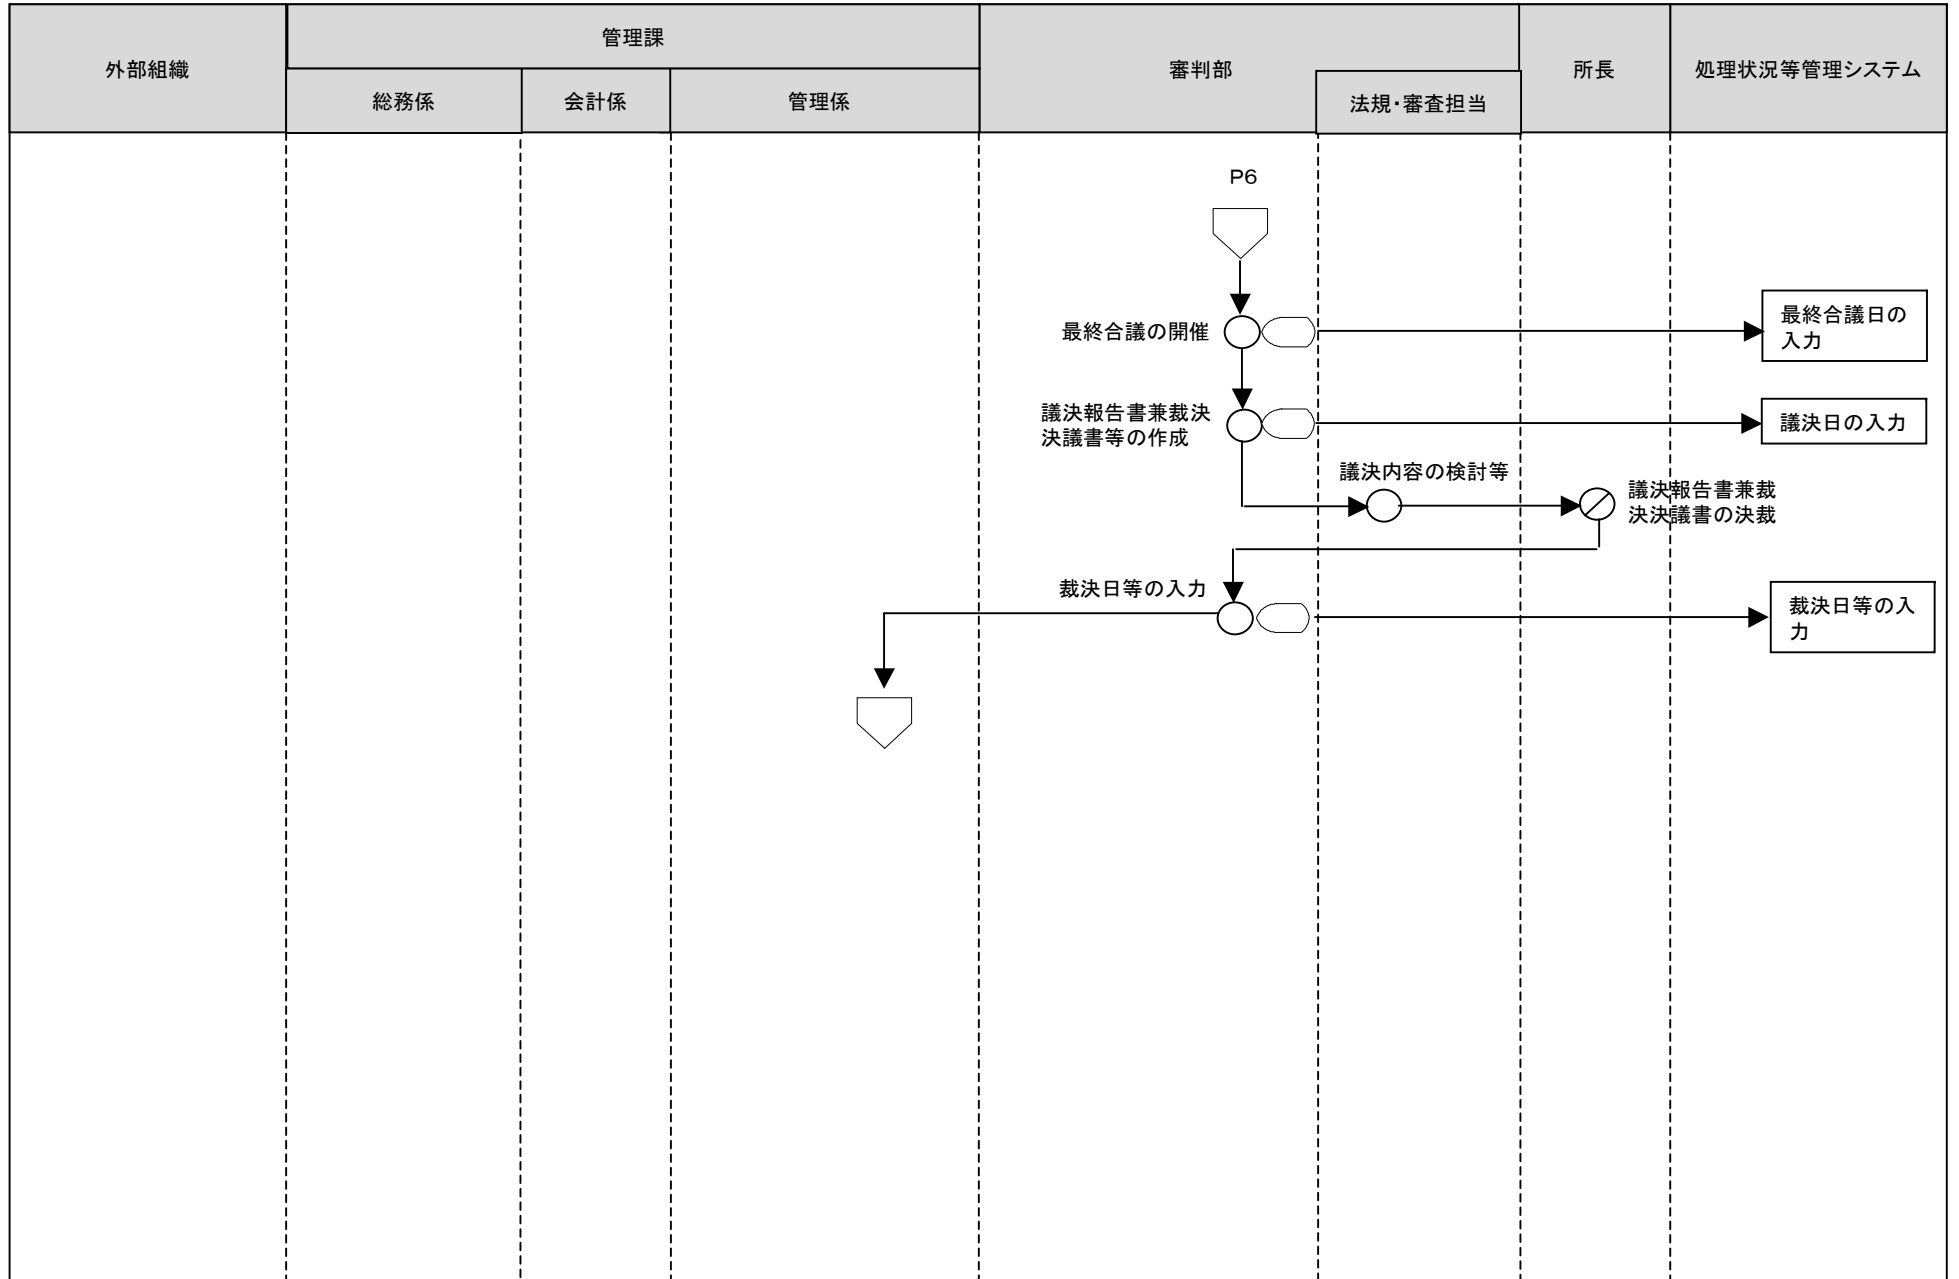 外部組織
管理課
審判部
所長
処理状況等管理システム
総務係
会計係
管理係
法規・審査担当
P6
最終合議の開催
最終合議日の
入力
議決報告書兼裁決
決議書等の作成
議決日の入力
議決内容の検討等
議決報告書兼裁
決決議書の決裁
裁決日等の入力
裁決日等の入
力